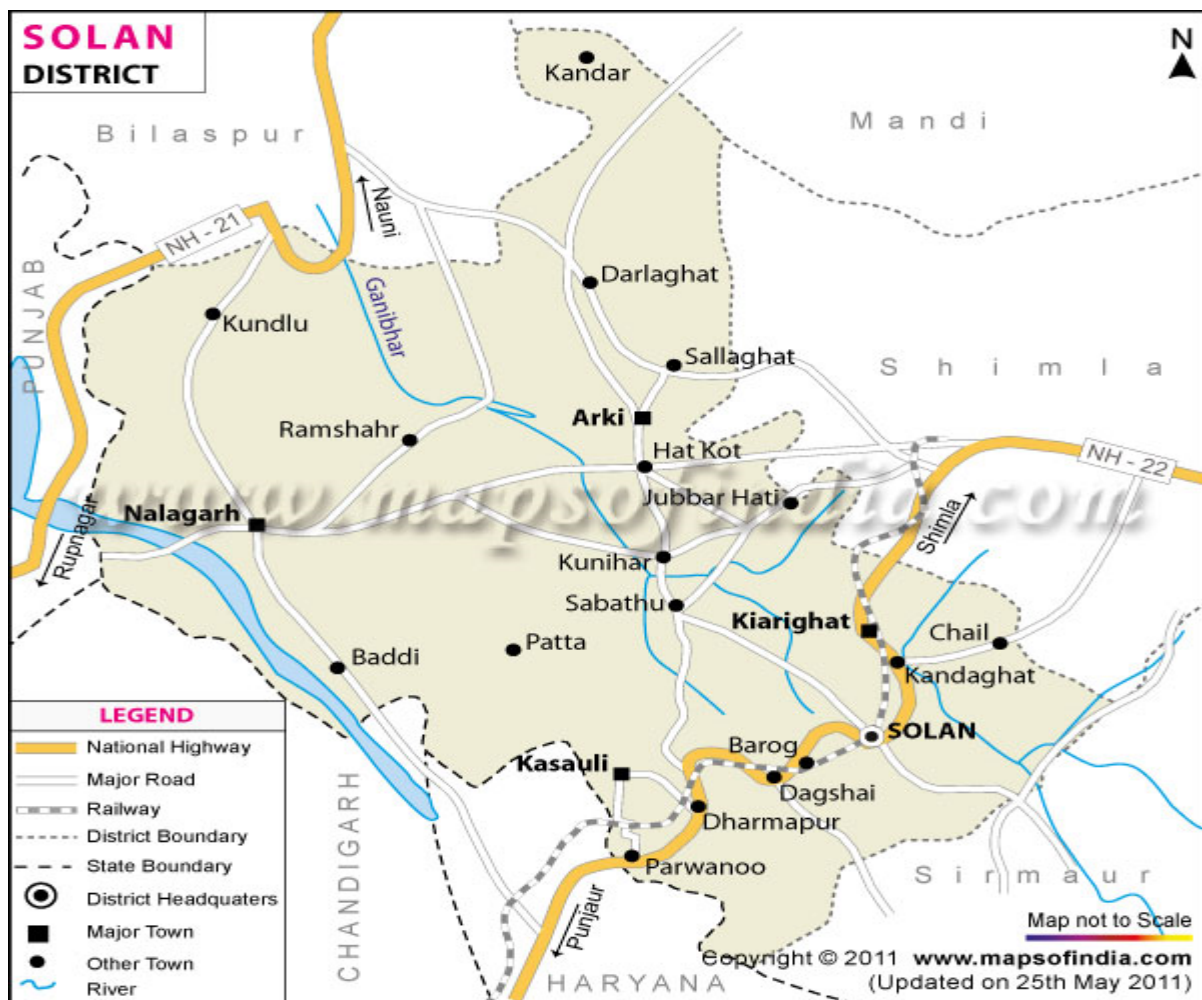 SOLAN
DISTRICT
N
Kandar
Bilaspur
Mandi
Nauni
NH - 21
PUNJAB
Ganibhar
Darlaghat
Kundlu
Sallaghat
Shimla
Arki
Ramshahr
Hat Kot
NH - 22
www.mapsofindia.com
Jubbar Hati
Nalagarh
Rupnagar
Shimla
Kunihar
Sabathu
Kiarighat
Chail
Patta
Baddi
Kandaghat
LEGEND
National Highway
Major Road
Railway
District Boundary
State Boundary
District Headquaters
Major Town
Other Town
River
SOLAN
Barog
Kasauli
Dagshai
Dharmapur
CHANDIGARH
Parwanoo
Sirmaur
Punjaur
HARYANA
Map not to Scale
Copyright © 2011 www.mapsofindia.com
(Updated on 25th May 2011)